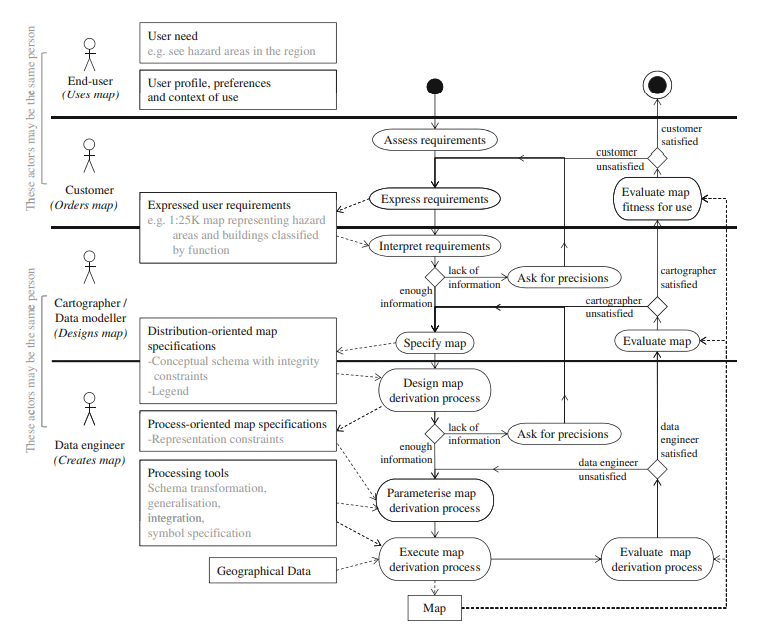 These actors may be the same person
End-user
(Uses map)
User need
e.g. see hazard areas in the region
User profile, preferences
and context of use
customer
satisfied
Assess requirements
customer
unsatisfied
Customer
(Orders map)
Expressed user requirements
e.g. 1:25K map representing hazard
areas and buildings classified
by function
Express requirements
Evaluate map
fitness for use
Interpret requirements
lack of
information
Ask for precisions
enough
information
cartographer
satisfied
cartographer
unsatisfied
These actors may be the same person
Cartographer /
Data modeller
(Designs map)
Distribution-oriented map
specifications
-Conceptual schema with integrity
constraints
-Legend
Specify map
Evaluate map
Design map
derivation process
Process-oriented map specifications
-Representation constraints
lack of
information
Ask for precisions
enough
information
data
engineer
satisfied
data engineer
unsatisfied
Data engineer
(Creates map)
Processing tools
Schema transformation,
generalisation,
integration,
symbol specification
Parameterise map
derivation process
Geographical Data
Execute map
derivation process
Evaluate map
derivation process
Map